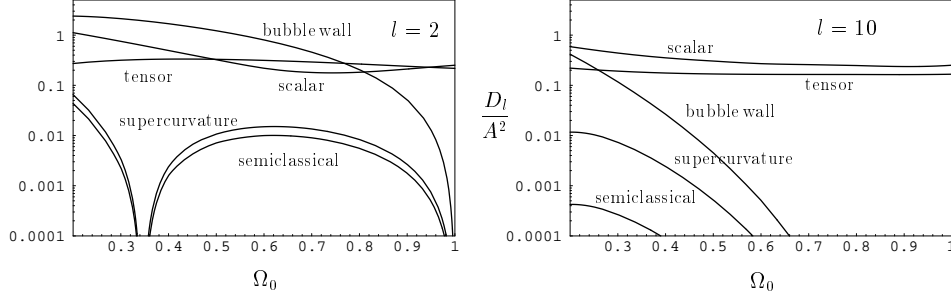 bubble wall
l = 2
1
tensor
scalar
0.1
supercurvature
0.01
semiclassical
0.001
0.0001
0.3 0.4 0.5 0.6 0.7 0.8 0.9 1
Ω₀
D_l
A²
l = 10
scalar
1
tensor
0.1
bubble wall
0.01
supercurvature
semiclassical
0.001
0.0001
0.3 0.4 0.5 0.6 0.7 0.8 0.9 1
Ω₀